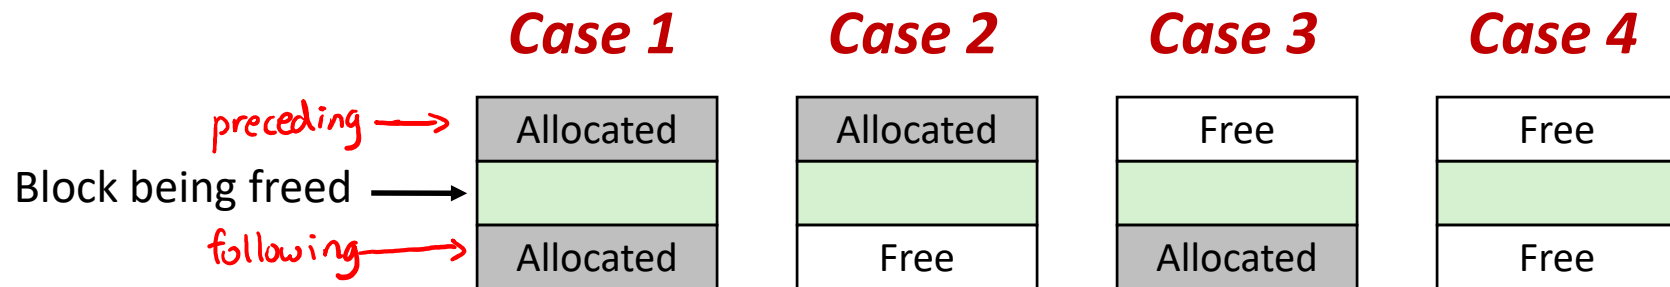 Case 1 Case 2 Case 3 Case 4
preceding Allocated Allocated Free Free
Block being freed
following Allocated Free Allocated Free